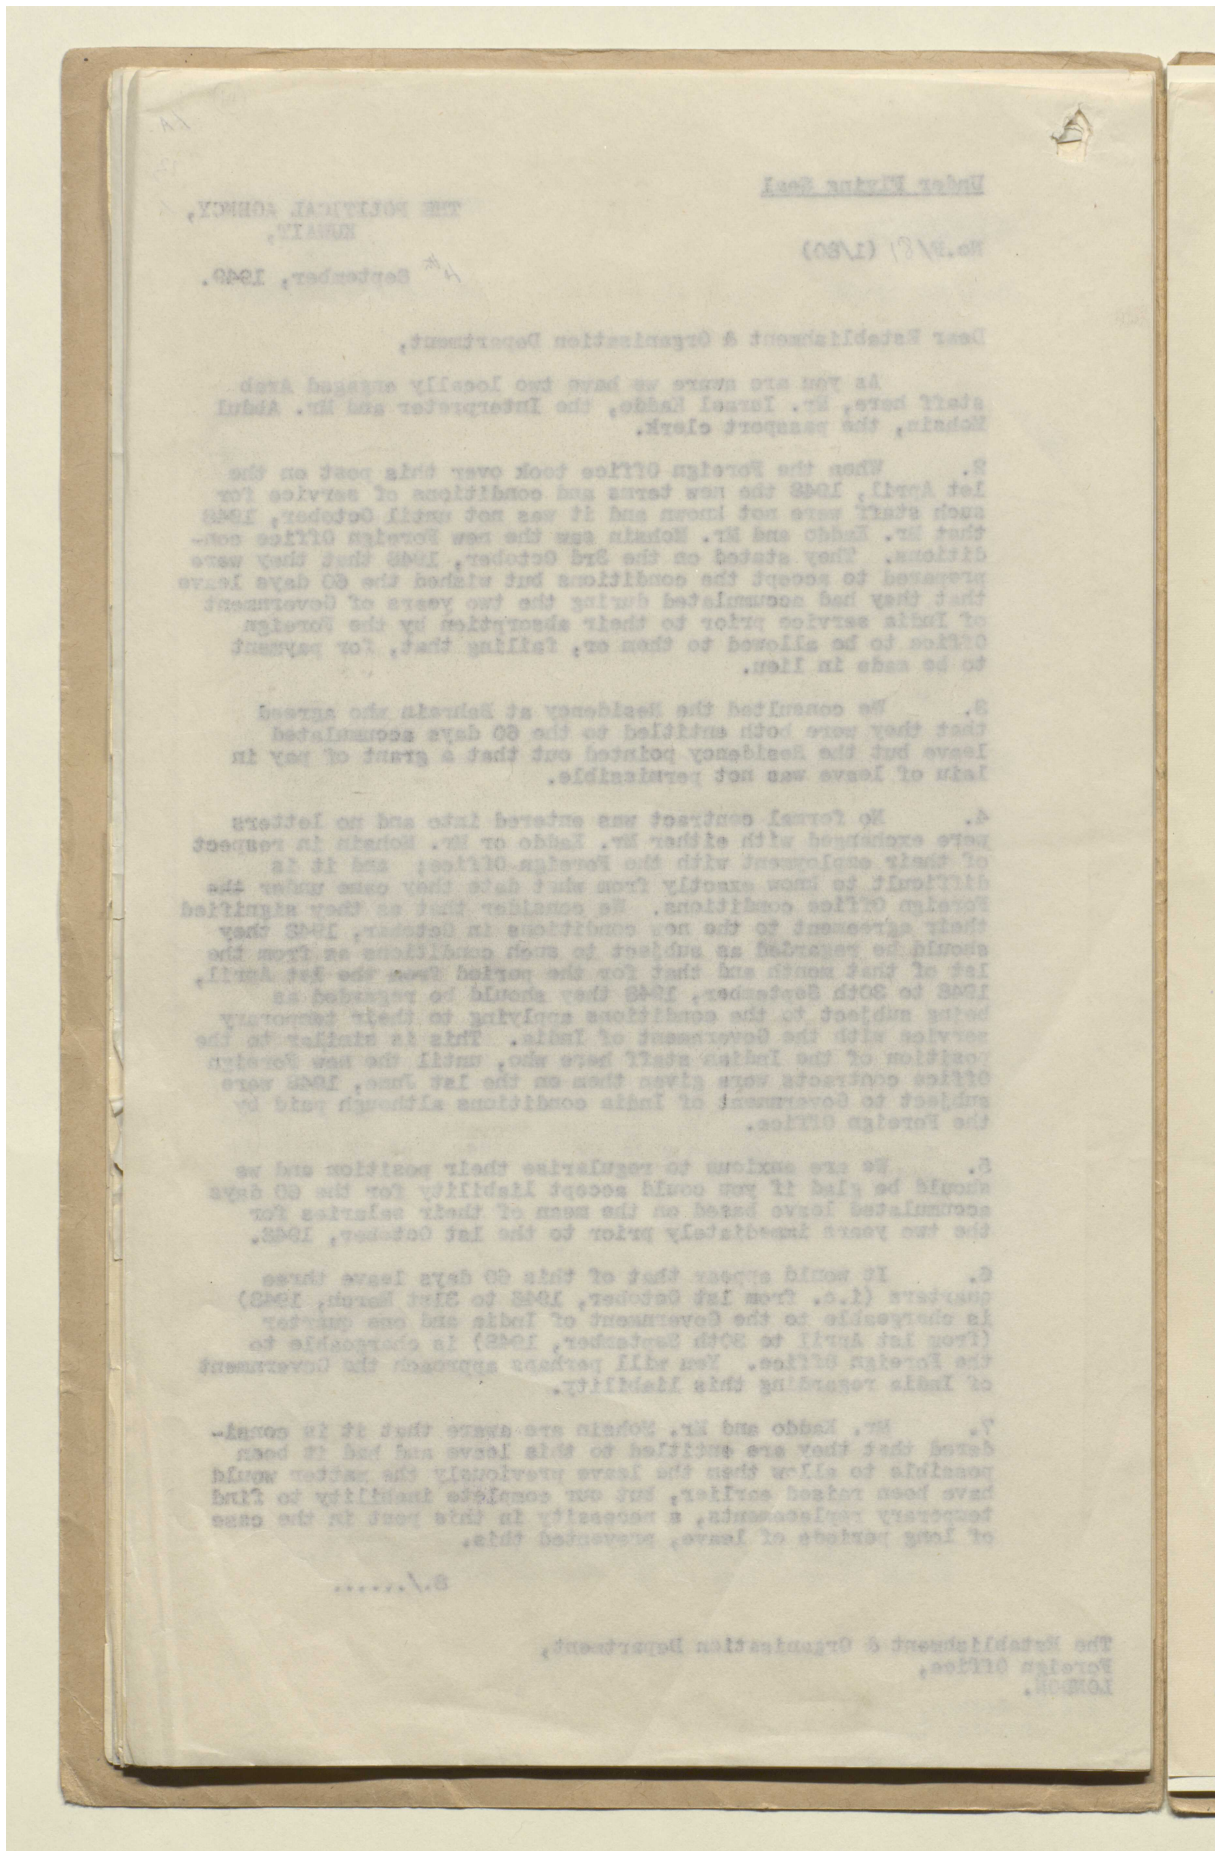 Under Flying Seal
THE POLITICAL AGENCY,
KUWAIT,
No.P/81 (1/80)
4th September, 1949.
Dear Establishment & Organisation Department,
As you are aware we have two locally engaged Arab
staff here, Mr. Ismael Kaddo, the Interpreter and Mr. Abdul
Mohsin, the passport clerk.
2. When the Foreign Office took over this post on the
1st April, 1948 the new terms and conditions of service for
such staff were not known and it was not until October, 1948
that Mr. Kaddo and Mr. Mohsin saw the new Foreign Office con-
ditions. They stated on the 3rd October, 1948 that they were
prepared to accept the conditions but wished the 60 days leave
that they had accumulated during the two years of Government
of India service prior to their absorption by the Foreign
Office to be allowed to them or, failing that, for payment
to be made in lieu.
3. We consulted the Residency at Bahrain who agreed
that they were both entitled to the 60 days accumulated
leave but the Residency pointed out that a grant of pay in
leiu of leave was not permissible.
4. No formal contract was entered into and no letters
were exchanged with either Mr. Kaddo or Mr. Mohsin in respect
of their employment with the Foreign Office; and it is
difficult to know exactly from what date they came under the
Foreign Office conditions. We consider that as they signified
their agreement to the new conditions in October, 1948 they
should be regarded as subject to such conditions as from the
1st of that month and that for the period from the 1st April,
1948 to 30th September, 1948 they should be regarded as
being subject to the conditions applying to their temporary
service with the Government of India. This is similar to the
position of the Indian staff here who, until the new Foreign
Office contracts were given them on the 1st June, 1948 were
subject to Government of India conditions although paid by
the Foreign Office.
5. We are anxious to regularise their position and we
should be glad if you could accept liability for the 60 days
accumulated leave based on the mean of their salaries for
the two years immediately prior to the 1st October, 1948.
6. It would appear that of this 60 days leave three
quarters (i.e. from 1st October, 1946 to 31st March, 1948)
is chargeable to the Government of India and one quarter
(from 1st April to 30th September, 1948) is chargeable to
the Foreign Office. You will perhaps approach the Government
of India regarding this liability.
7. Mr. Kaddo and Mr. Mohsin are aware that it is consi-
dered that they are entitled to this leave and had it been
possible to allow them the leave previously the matter would
have been raised earlier, but our complete inability to find
temporary replacements, a necessity in this post in the case
of long periods of leave, prevented this.
8./......
The Establishment & Organisation Department,
Foreign Office,
LONDON.